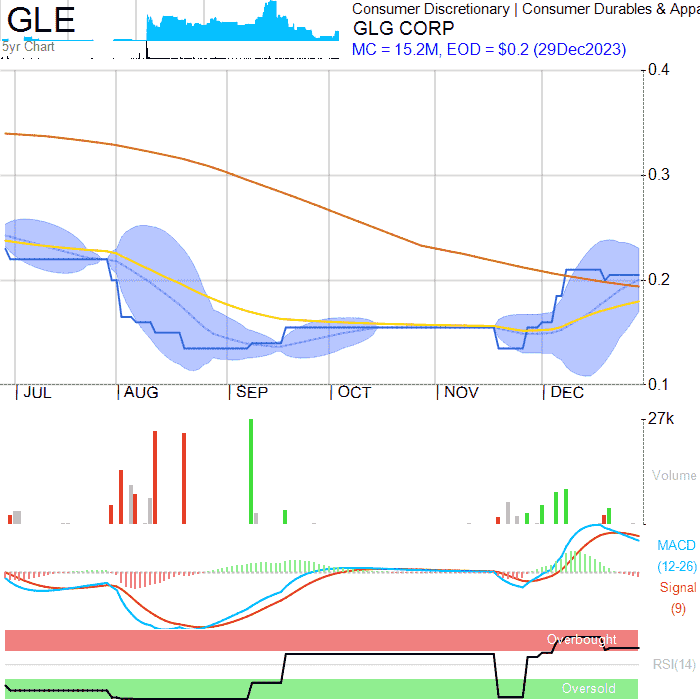 GLE
5yr Chart
Consumer Discretionary | Consumer Durables & Appa
GLG CORP
MC = 15.2M, EOD = $0.2 (29Dec2023)
0.4
0.3
0.2
0.1
JUL AUG SEP OCT NOV DEC
27k
Volume
MACD
(12-26)
Signal
(9)
Overbought
RSI(14)
Oversold